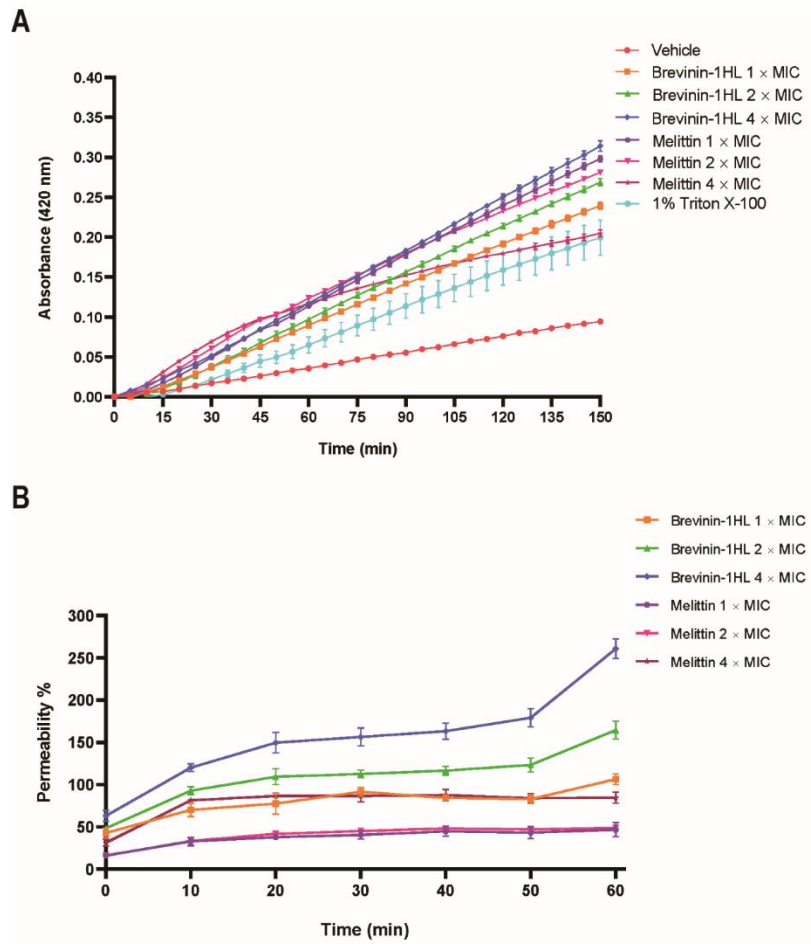 A
Vehicle
Brevinin-1HL 1 × MIC
Brevinin-1HL 2 × MIC
Brevinin-1HL 4 × MIC
Melittin 1 × MIC
Melittin 2 × MIC
Melittin 4 × MIC
1% Triton X-100
Absorbance (420 nm)
0.40
0.35
0.30
0.25
0.20
0.15
0.10
0.05
0.00
0 15 30 45 60 75 90 105 120 135 150
Time (min)
B
Brevinin-1HL 1 × MIC
Brevinin-1HL 2 × MIC
Brevinin-1HL 4 × MIC
Melittin 1 × MIC
Melittin 2 × MIC
Melittin 4 × MIC
Permeability %
300
250
200
150
100
50
0
0 10 20 30 40 50 60
Time (min)